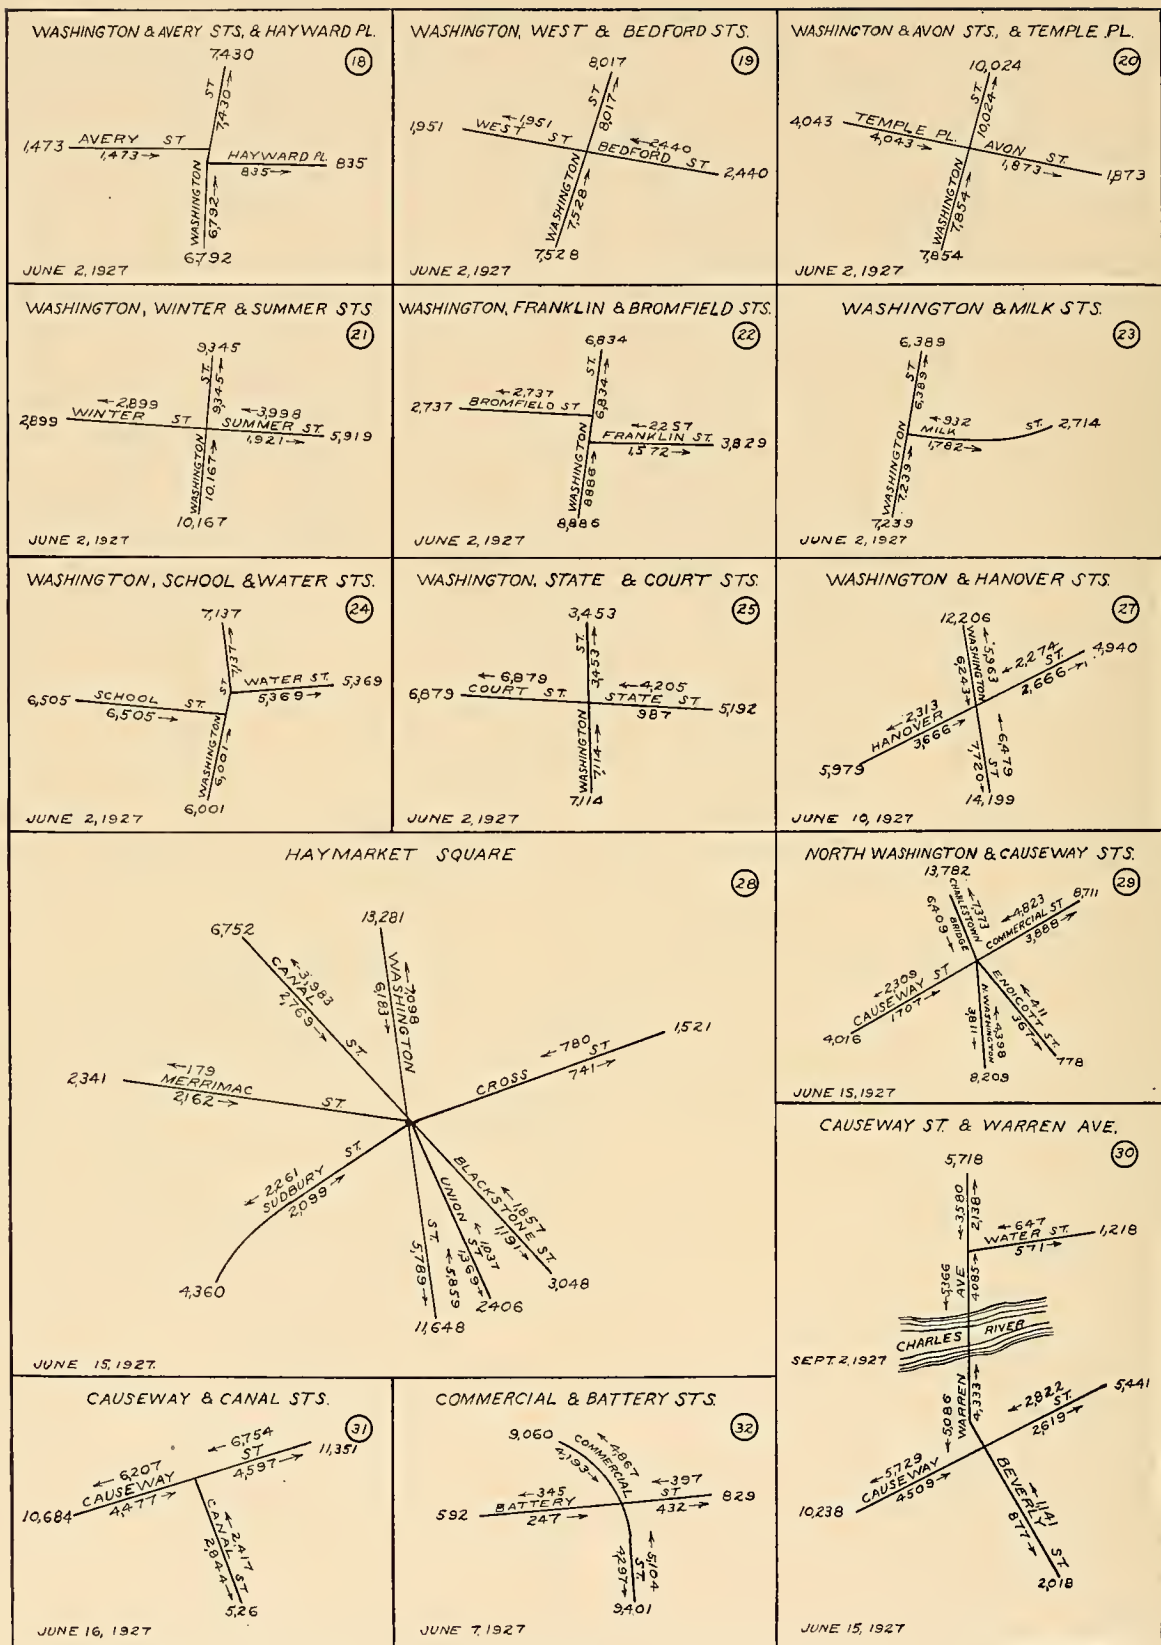 WASHINGTON & AVERY STS, & HAYWARD PL.
18
7,430
ST
7,430→
1,473
AVERY ST
1,473→
HAYWARD PL.
835→
835
WASHINGTON
6,792→
6,792
JUNE 2, 1927
WASHINGTON, WEST & BEDFORD STS.
19
8,017
ST
8,017→
1,951
←1,951
WEST ST
←2440
BEDFORD ST
2,440
WASHINGTON
7,528→
7,528
JUNE 2, 1927
WASHINGTON & AVON STS, & TEMPLE PL.
20
10,024
ST.
10,024→
4,043
TEMPLE PL.
4,043→
AVON ST.
1,873→
1,873
WASHINGTON
7,854→
7,854
JUNE 2, 1927
WASHINGTON, WINTER & SUMMER STS
21
9,345
ST.
9,345→
2,899
←2,899
WINTER ST
←3,998
SUMMER ST
1,921→
5,919
WASHINGTON
10,167→
10,167
JUNE 2, 1927
WASHINGTON, FRANKLIN & BROMFIELD STS.
22
6,834
ST
6,834→
2,737
←2,737
BROMFIELD ST
←2257
FRANKLIN ST.
1,572→
3,829
WASHINGTON
8886→
8,886
JUNE 2, 1927
WASHINGTON & MILK STS.
23
6,389
ST
6,389→
←932
MILK ST.
1,782→
2,714
WASHINGTON
7,239→
7,239
JUNE 2, 1927
WASHINGTON, SCHOOL & WATER STS.
24
7,137
7,137→
ST
WATER ST.
5,369→
5,369
6,505
SCHOOL ST.
6,505→
WASHINGTON
6,001→
6,001
JUNE 2, 1927
WASHINGTON, STATE & COURT STS.
25
3,453
ST.
3,453→
6,879
←6,879
COURT ST.
←4,205
STATE ST
987
5,192
WASHINGTON
7,114→
7,114
JUNE 2, 1927
WASHINGTON & HANOVER STS.
27
12,206
WASHINGTON
←5,963
6,243→
←2,274
ST.
2,666→
4,940
←2,313
HANOVER
3,666→
5,979
←6,479
ST
7,720→
14,199
JUNE 10, 1927
HAYMARKET SQUARE
28
6,752
←3,983
CANAL ST.
2,769→
13,281
←7,098
WASHINGTON
6,183→
1,521
←780
CROSS ST
741→
2,341
←179
MERRIMAC ST.
2,162→
←2261
SUDBURY ST.
2,099→
4,360
←1,857
BLACKSTONE ST.
1,191→
3,048
←1,037
UNION ST
1369→
2406
←5,859
ST.
5,789→
11,648
JUNE 15, 1927.
NORTH WASHINGTON & CAUSEWAY STS.
29
13,782
←7,373
CHARLESTOWN BRIDGE
6,409→
←4,823
COMMERCIAL ST
3,888→
8,711
←2309
CAUSEWAY ST
1707→
4,016
←411
ENDICOTT ST.
367→
778
←4,398
N. WASHINGTON
3,811→
8,209
JUNE 15, 1927
CAUSEWAY ST. & WARREN AVE.
30
5,718
←3,580
2,138→
←647
WATER ST.
571→
1,218
←5,366
AVE
4085→
CHARLES RIVER
SEPT. 2, 1927
←5,086
WARREN
4,333→
←2,822
ST.
2,619→
5,441
←5,729
CAUSEWAY
4509→
10,238
←1,141
BEVERLY ST.
877→
2,018
JUNE 15, 1927
CAUSEWAY & CANAL STS.
31
←6,754
ST
4,597→
11,351
←6,207
CAUSEWAY
4,477→
10,684
←2,417
CANAL ST
2,844→
5,26
JUNE 16, 1927
COMMERCIAL & BATTERY STS.
32
9,060
←4,867
COMMERCIAL
4,193→
←345
BATTERY
247→
592
←397
ST
432→
829
←5,104
ST.
4,297→
9,401
JUNE 7, 1927